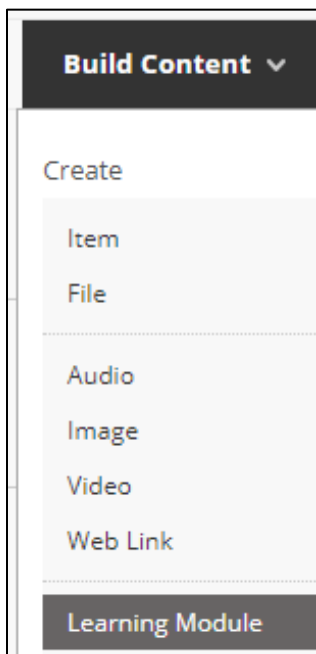 Build Content
Create
Item
File
Audio
Image
Video
Web Link
Learning Module